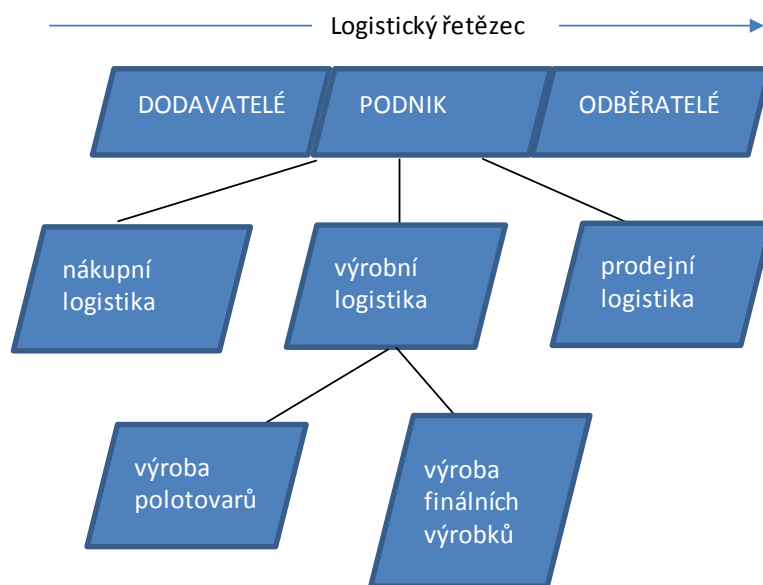 Logistický řetězec
DODAVATELÉ
PODNIK
ODBĚRATELÉ
nákupní
logistika
výrobní
logistika
prodejní
logistika
výroba
polotovarů
výroba
finálních
výrobků